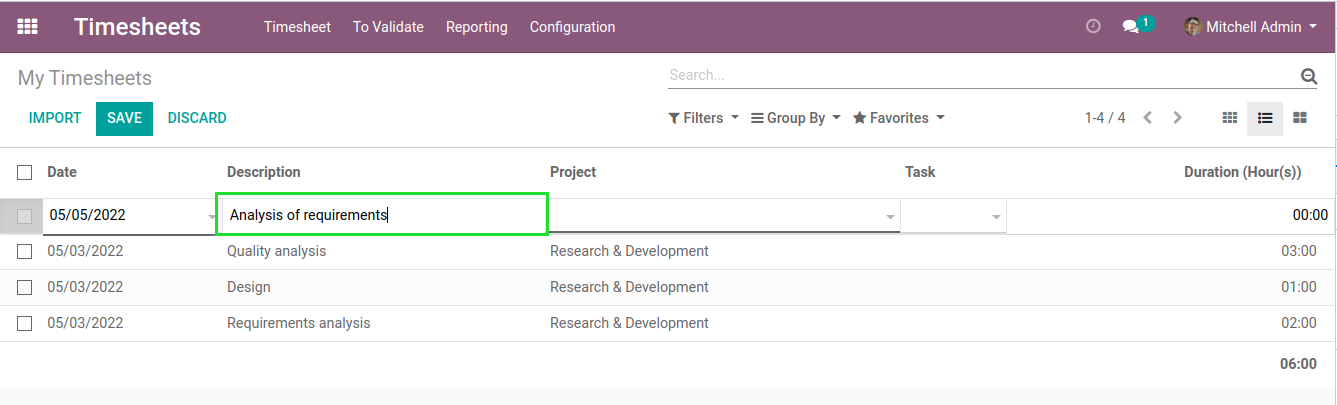 Timesheets Timesheet To Validate Reporting Configuration 1 Mitchell Admin
My Timesheets Search...
IMPORT SAVE DISCARD Filters Group By Favorites 1-4 / 4
Date Description Project Task Duration (Hour(s))
05/05/2022 Analysis of requirements 00:00
05/03/2022 Quality analysis Research & Development 03:00
05/03/2022 Design Research & Development 01:00
05/03/2022 Requirements analysis Research & Development 02:00
06:00